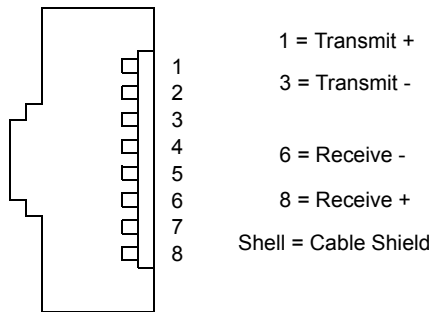 1
2
3
4
5
6
7
8
1 = Transmit +
3 = Transmit -
6 = Receive -
8 = Receive +
Shell = Cable Shield